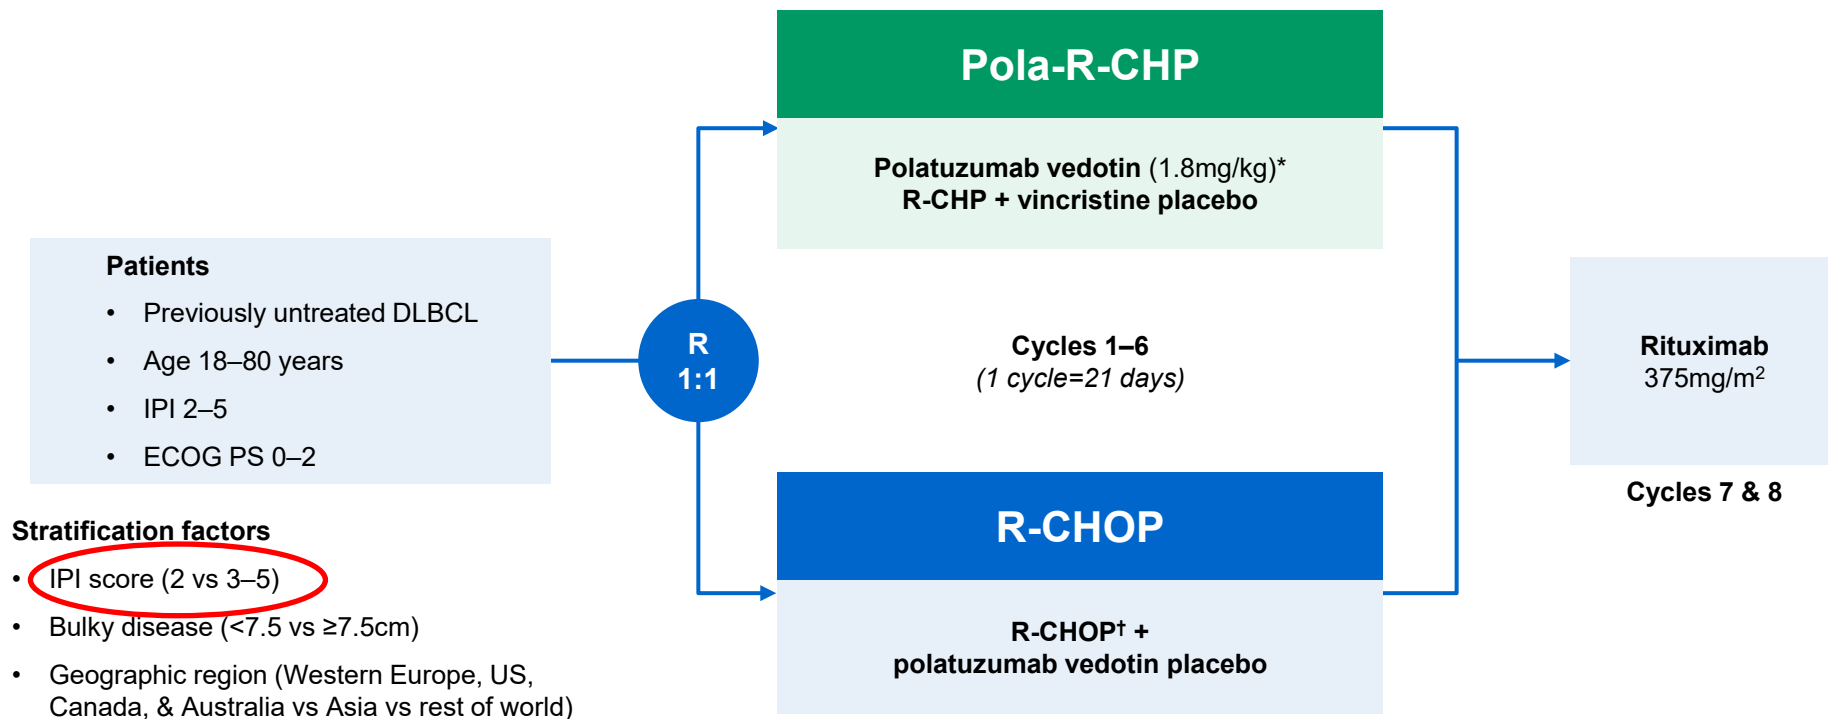 Pola-R-CHP
Polatuzumab vedotin (1.8mg/kg)*
R-CHP + vincristine placebo
Patients
• Previously untreated DLBCL
• Age 18–80 years
• IPI 2–5
• ECOG PS 0–2
R
1:1
Cycles 1–6
(1 cycle=21 days)
Rituximab
375mg/m²
Cycles 7 & 8
R-CHOP
R-CHOP† +
polatuzumab vedotin placebo
Stratification factors
• IPI score (2 vs 3–5)
• Bulky disease (<7.5 vs ≥7.5cm)
• Geographic region (Western Europe, US,
Canada, & Australia vs Asia vs rest of world)